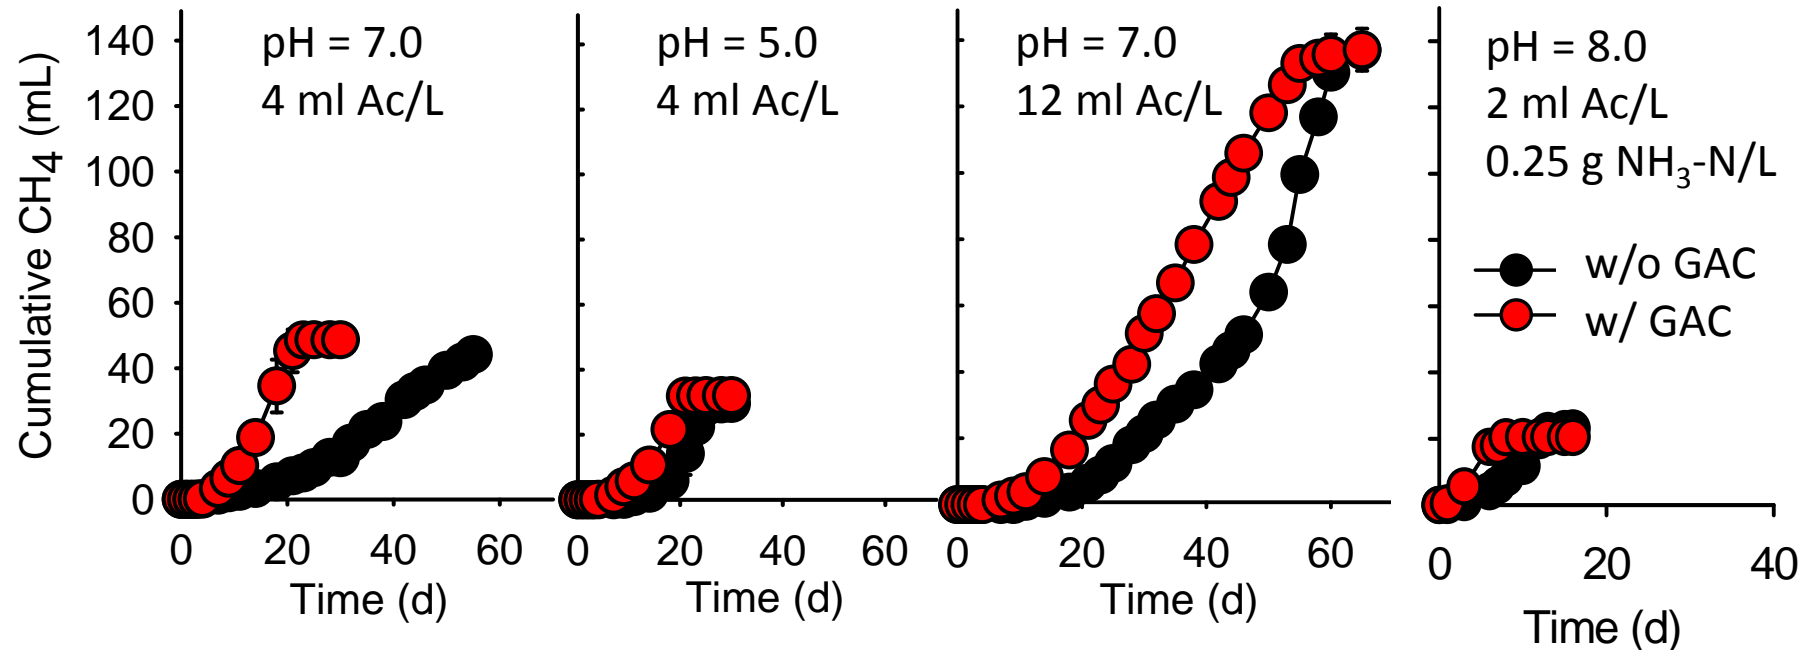 Cumulative CH4 (mL)
140
120
100
80
60
40
20
0
pH = 7.0
4 ml Ac/L
0 20 40 60
Time (d)
pH = 5.0
4 ml Ac/L
0 20 40 60
Time (d)
pH = 7.0
12 ml Ac/L
0 20 40 60
Time (d)
pH = 8.0
2 ml Ac/L
0.25 g NH3-N/L
w/o GAC
w/ GAC
0 20 40
Time (d)